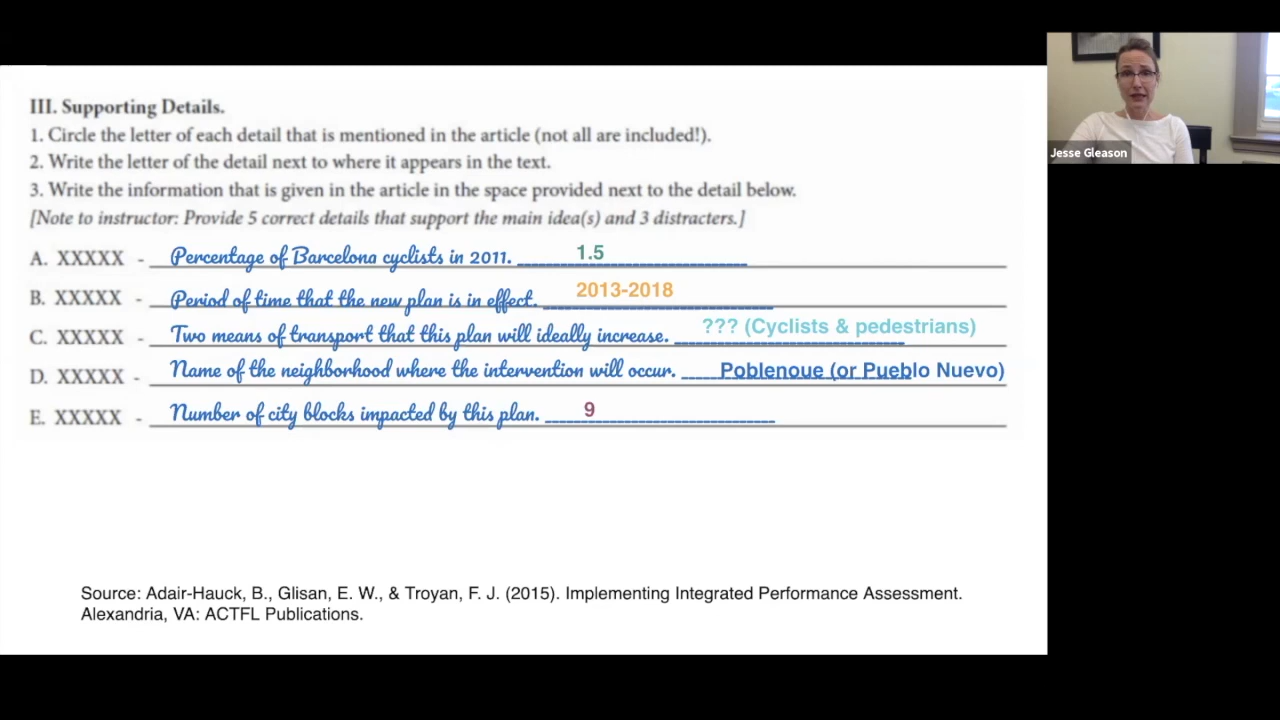 III. Supporting Details.
1. Circle the letter of each detail that is mentioned in the article (not all are included!).
2. Write the letter of the detail next to where it appears in the text.
3. Write the information that is given in the article in the space provided next to the detail below.
[Note to instructor: Provide 5 correct details that support the main idea(s) and 3 distracters.]
A. XXXXX - Percentage of Barcelona cyclists in 2011. 1.5
B. XXXXX - Period of time that the new plan is in effect. 2013-2018
C. XXXXX - Two means of transport that this plan will ideally increase. ??? (Cyclists & pedestrians)
D. XXXXX - Name of the neighborhood where the intervention will occur. Poblenoue (or Pueblo Nuevo)
E. XXXXX - Number of city blocks impacted by this plan. 9
Source: Adair-Hauck, B., Glisan, E. W., & Troyan, F. J. (2015). Implementing Integrated Performance Assessment.
Alexandria, VA: ACTFL Publications.
Jesse Gleason